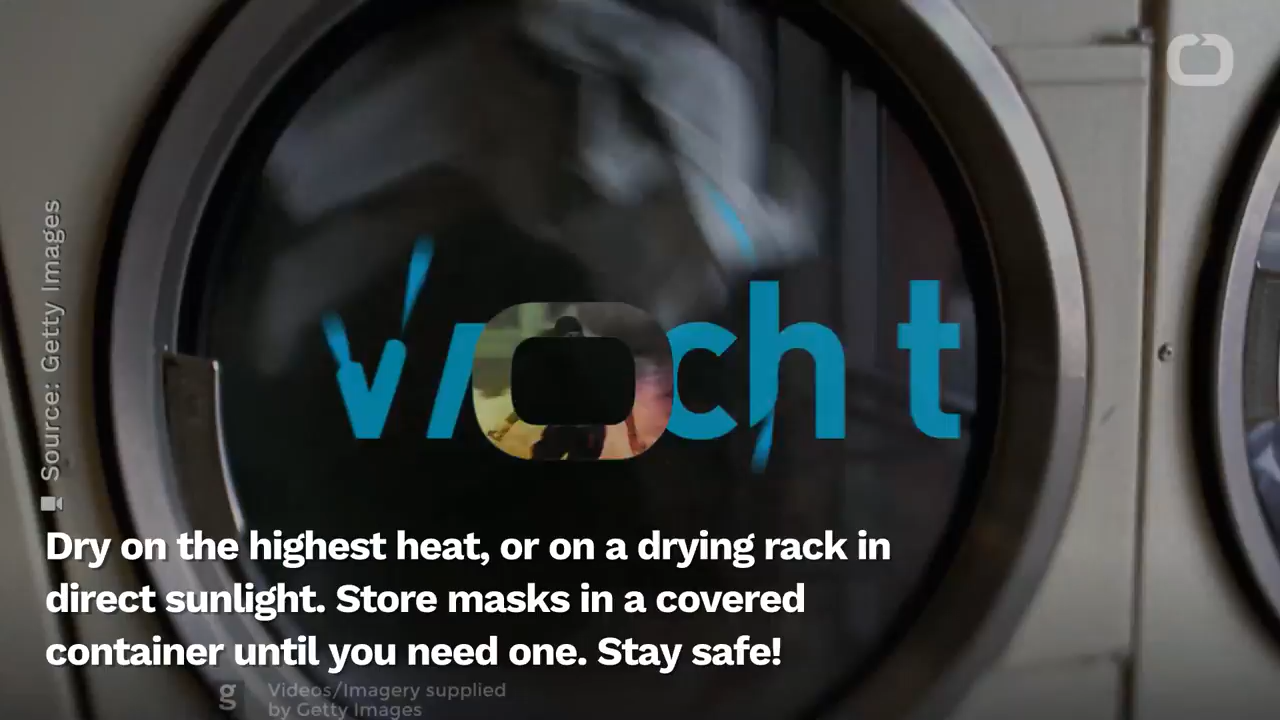 Source: Getty Images
Dry on the highest heat, or on a drying rack in
direct sunlight. Store masks in a covered
container until you need one. Stay safe!
g
Videos/Imagery supplied
by Getty Images